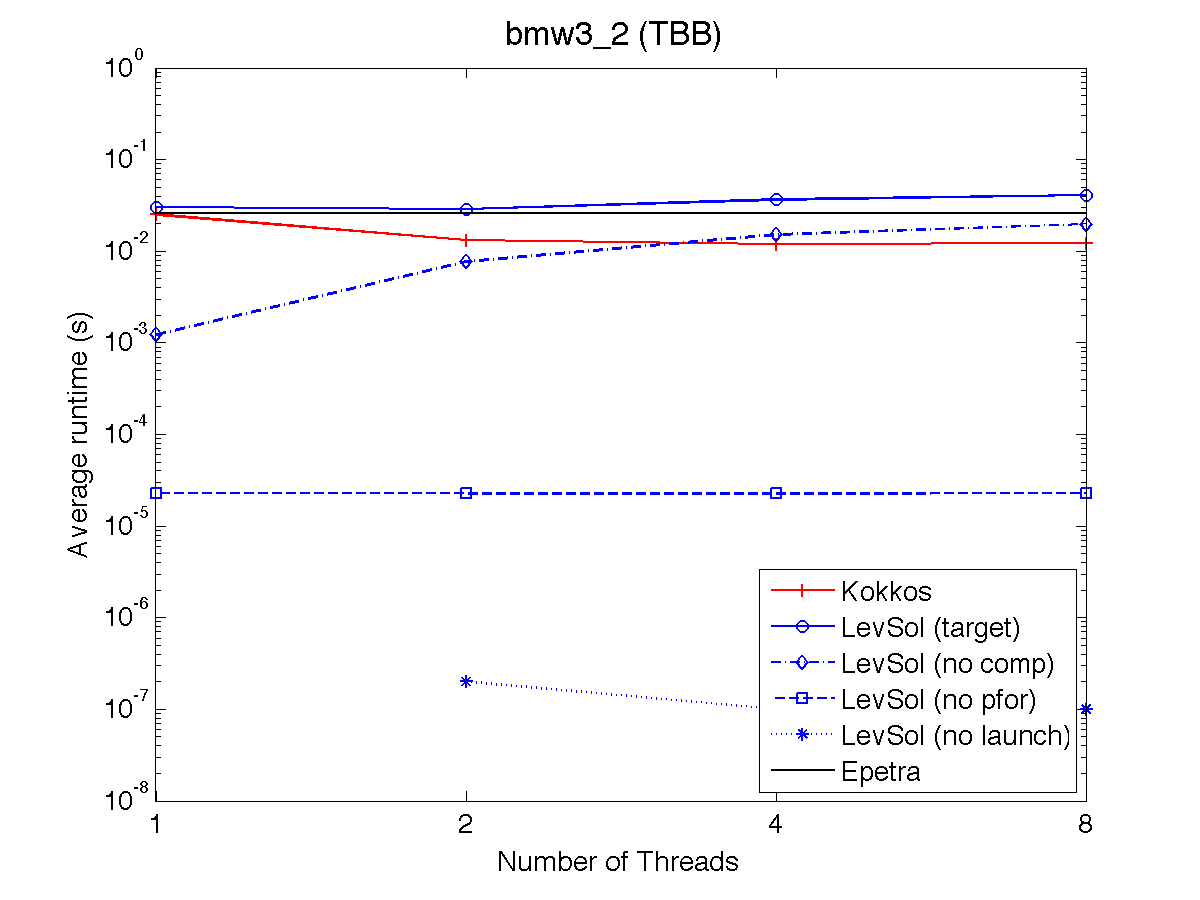 bmw3_2 (TBB)
10^0
10^-1
10^-2
10^-3
10^-4
10^-5
10^-6
10^-7
10^-8
Average runtime (s)
Kokkos
LevSol (target)
LevSol (no comp)
LevSol (no pfor)
LevSol (no launch)
Epetra
1 2 4 8
Number of Threads